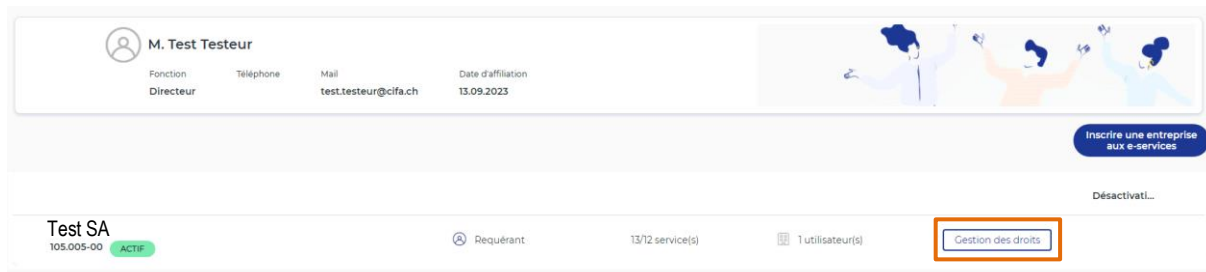 M. Test Testeur
Fonction Téléphone Mail Date d'affiliation
Directeur test.testeur@cifa.ch 13.09.2023
Inscrire une entreprise
aux e-services
Désactivati...
Test SA
105.005-00 ACTIF Requérant 13/12 service(s) 1 utilisateur(s) Gestion des droits